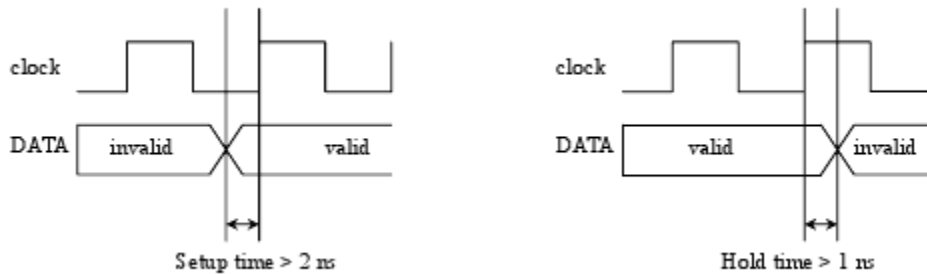 clock
DATA
invalid
valid
Setup time > 2 ns
clock
DATA
valid
invalid
Hold time > 1 ns